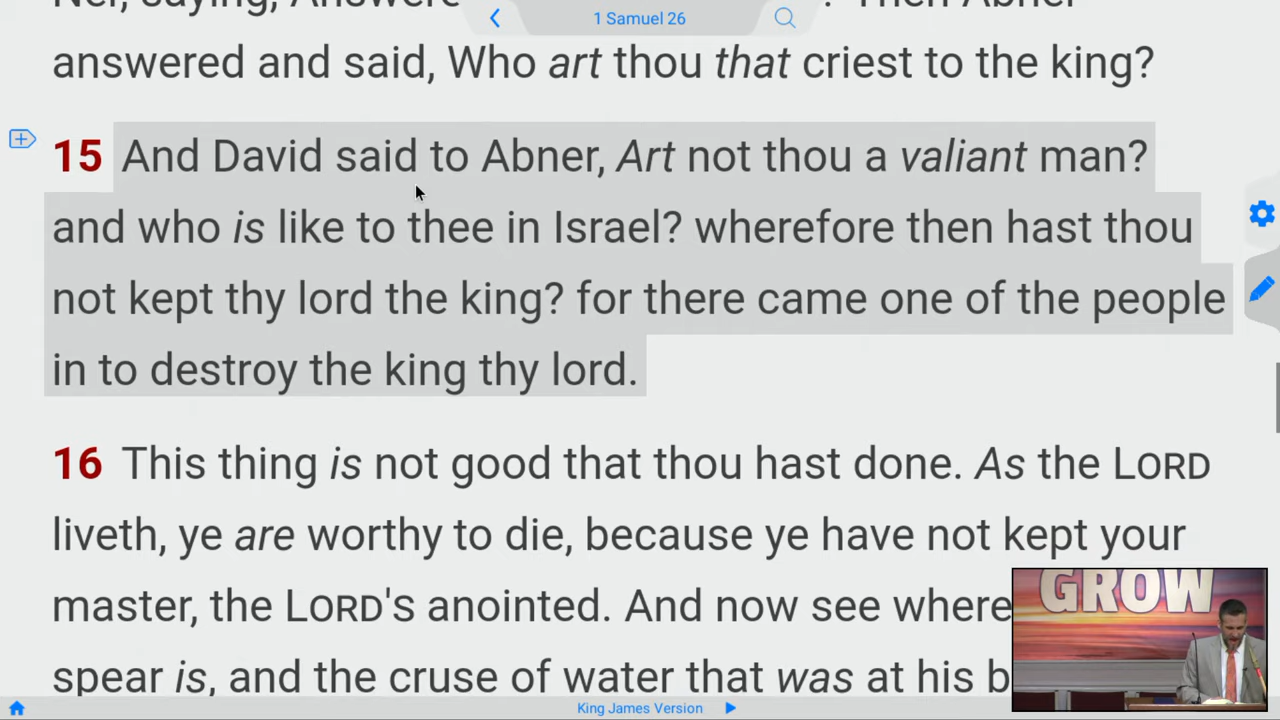 1 Samuel 26
answered and said, Who art thou that criest to the king?
15 And David said to Abner, Art not thou a valiant man?
and who is like to thee in Israel? wherefore then hast thou
not kept thy lord the king? for there came one of the people
in to destroy the king thy lord.
16 This thing is not good that thou hast done. As the LORD
liveth, ye are worthy to die, because ye have not kept your
master, the LORD'S anointed. And now see where
spear is, and the cruse of water that was at his b
GROW
King James Version